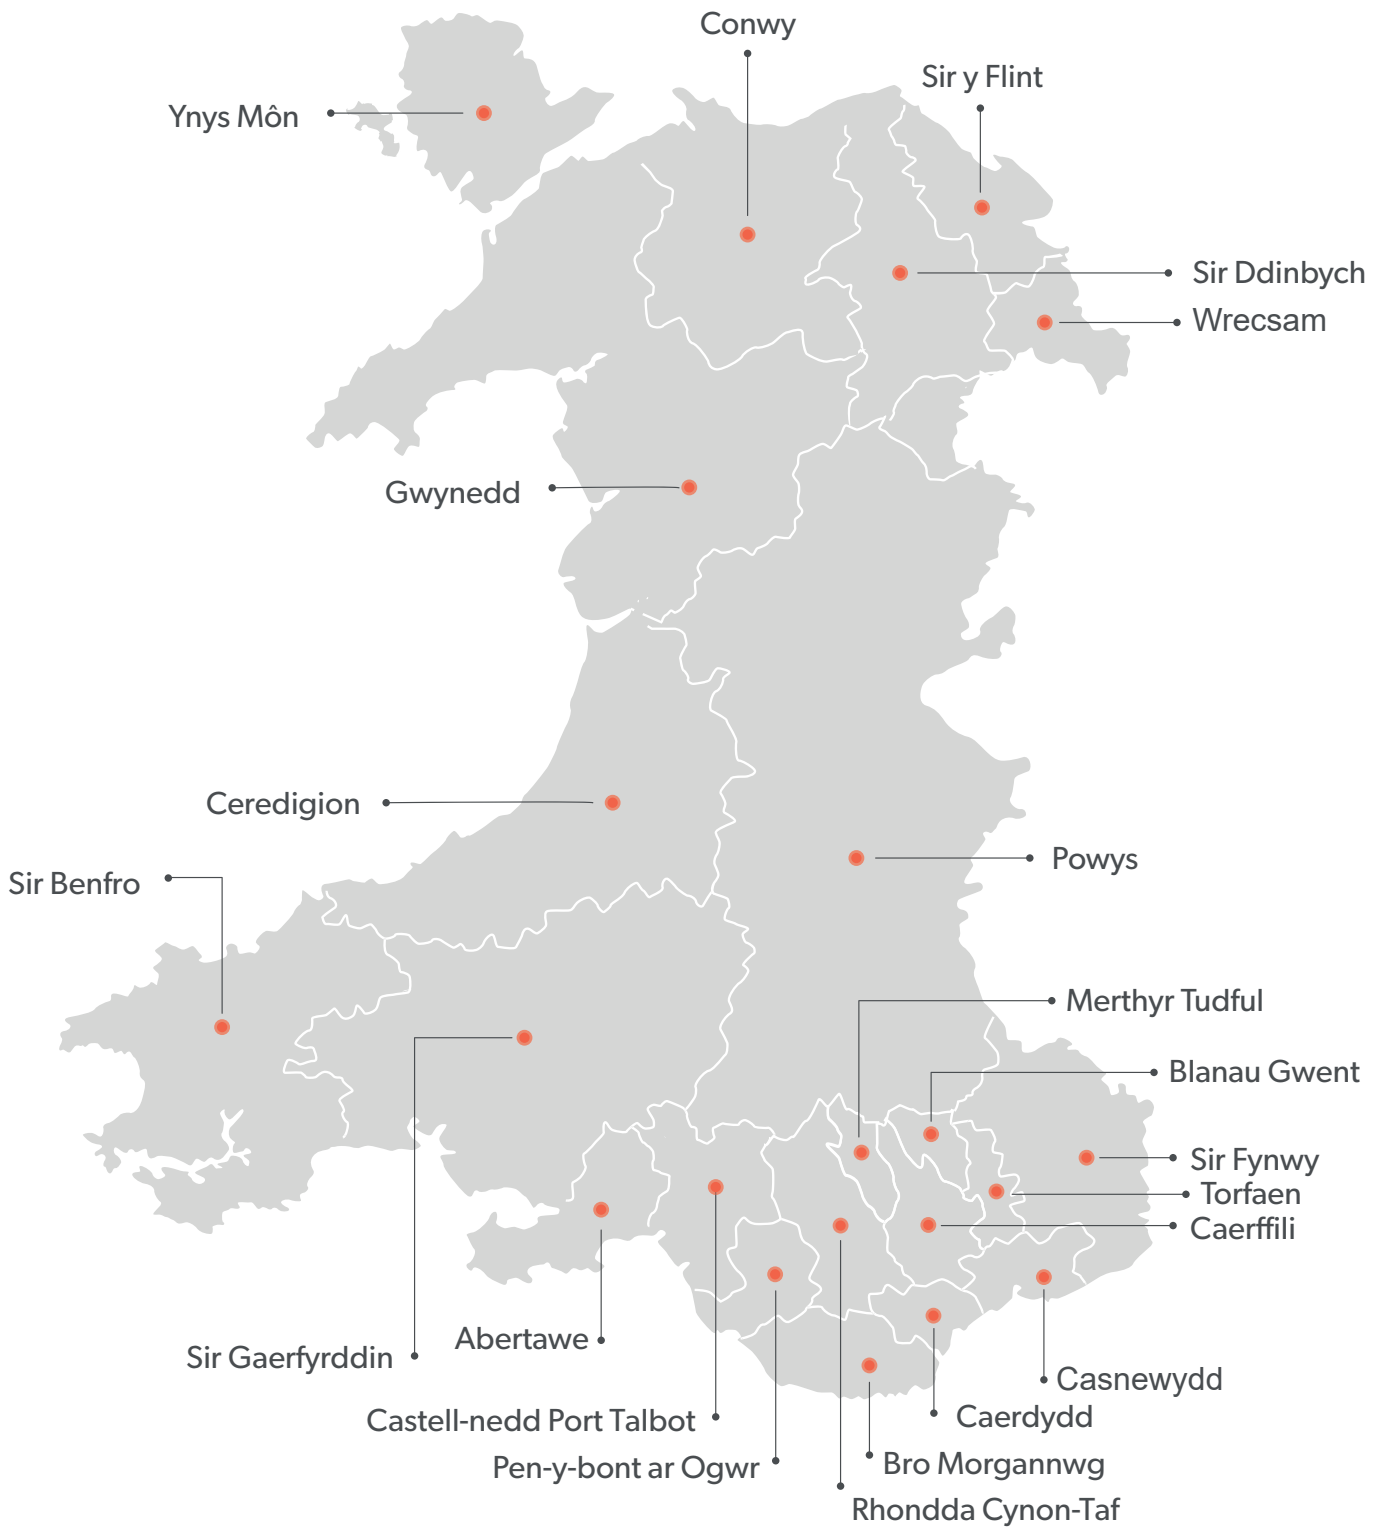 Conwy
Sir y Flint
Ynys Môn
Sir Ddinbych
Wrecsam
Gwynedd
Ceredigion
Powys
Sir Benfro
Merthyr Tudful
Blanau Gwent
Sir Fynwy
Torfaen
Caerffili
Abertawe
Sir Gaerfyrddin
Casnewydd
Caerdydd
Castell-nedd Port Talbot
Pen-y-bont ar Ogwr
Bro Morgannwg
Rhondda Cynon-Taf